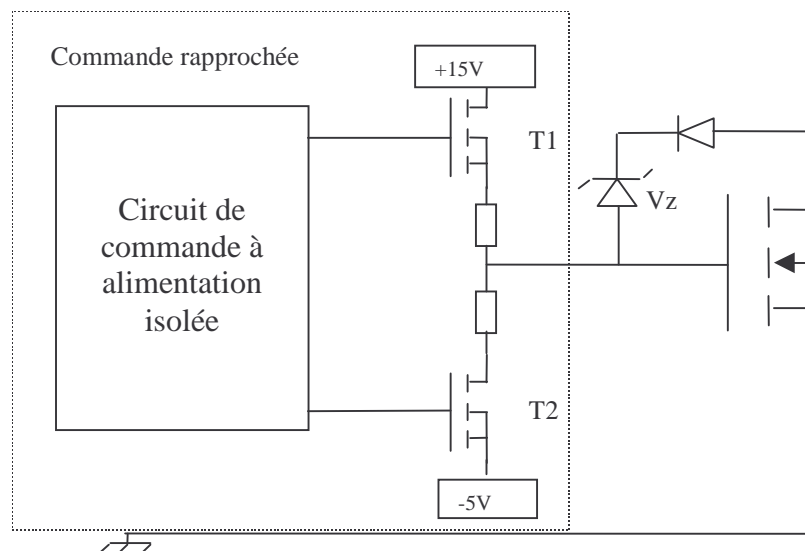 Commande rapprochée
+15V
T1
Circuit de
commande à
alimentation
isolée
Vz
T2
-5V